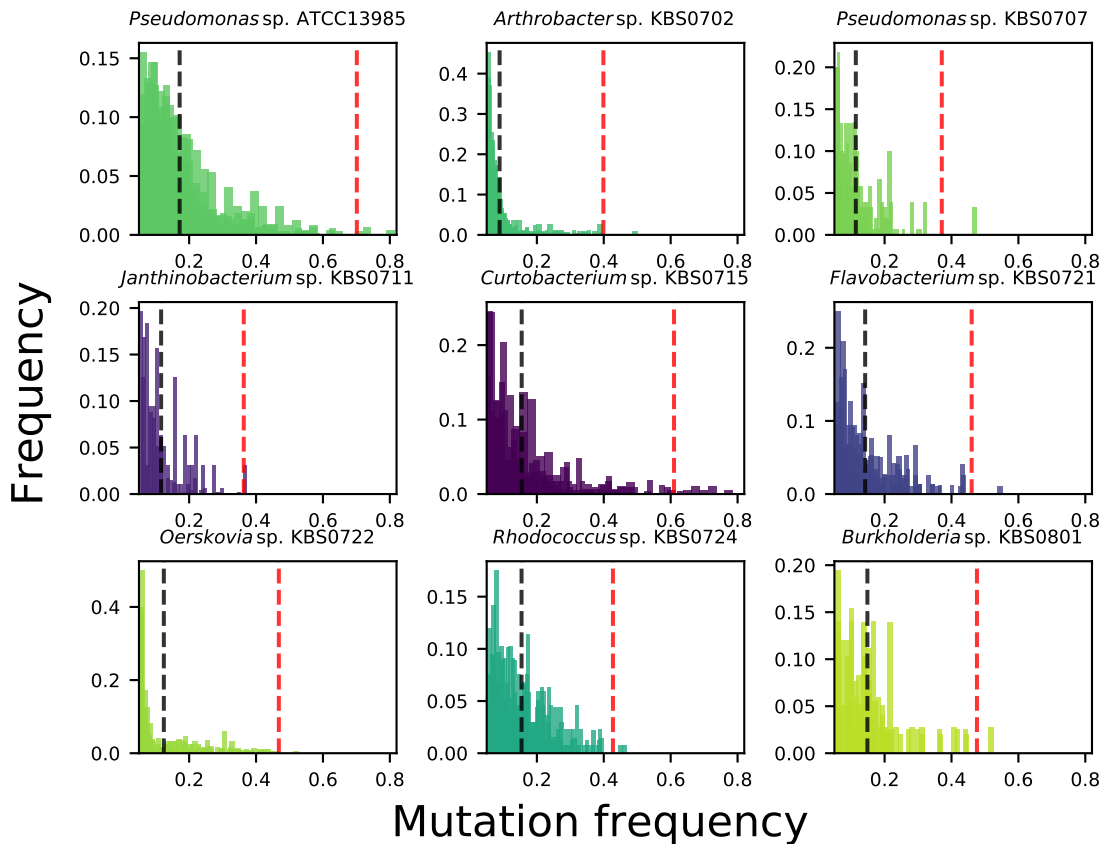 Pseudomonas sp. ATCC13985
Arthrobacter sp. KBS0702
Pseudomonas sp. KBS0707
0.15
0.10
0.05
0.00
0.2 0.4 0.6 0.8
0.4
0.3
0.2
0.1
0.0
0.2 0.4 0.6 0.8
0.20
0.15
0.10
0.05
0.00
0.2 0.4 0.6 0.8
Janthinobacterium sp. KBS0711
Curtobacterium sp. KBS0715
Flavobacterium sp. KBS0721
0.20
0.15
0.10
0.05
0.00
0.2 0.4 0.6 0.8
0.2
0.1
0.0
0.2 0.4 0.6 0.8
0.2
0.1
0.0
0.2 0.4 0.6 0.8
Oerskovia sp. KBS0722
Rhodococcus sp. KBS0724
Burkholderia sp. KBS0801
0.4
0.2
0.0
0.2 0.4 0.6 0.8
0.15
0.10
0.05
0.00
0.2 0.4 0.6 0.8
0.20
0.15
0.10
0.05
0.00
0.2 0.4 0.6 0.8
Frequency
Mutation frequency